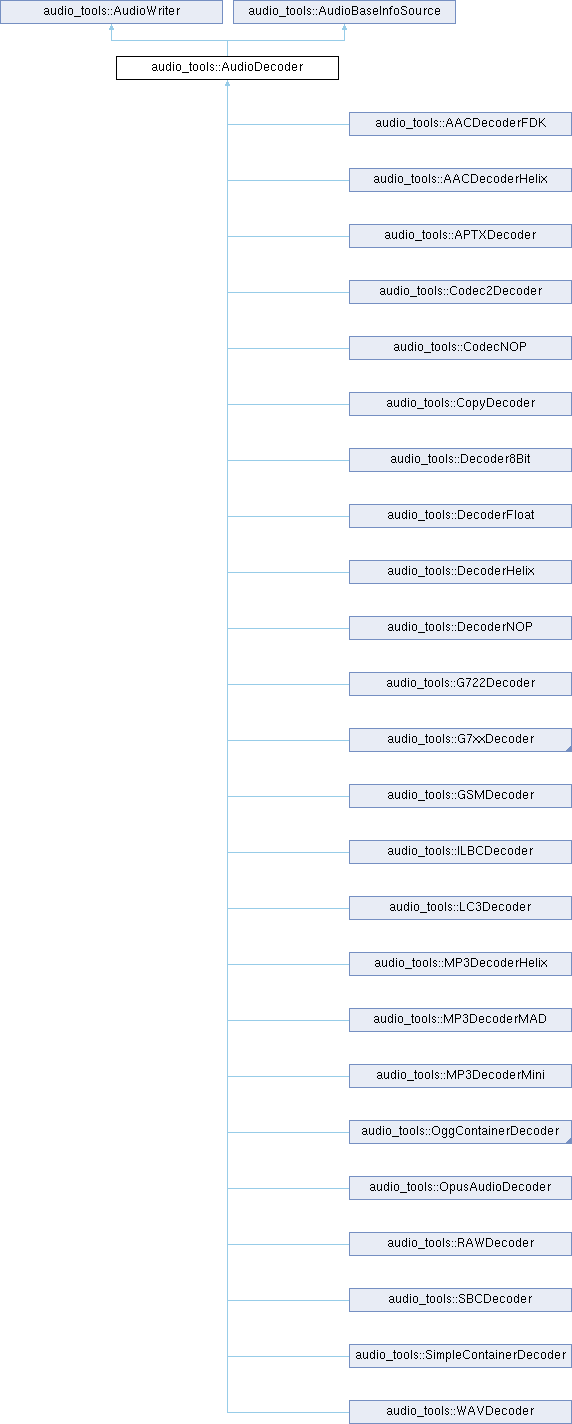 audio_tools::AudioWriter
audio_tools::AudioBaseInfoSource
audio_tools::AudioDecoder
audio_tools::AACDecoderFDK
audio_tools::AACDecoderHelix
audio_tools::APTXDecoder
audio_tools::Codec2Decoder
audio_tools::CodecNOP
audio_tools::CopyDecoder
audio_tools::Decoder8Bit
audio_tools::DecoderFloat
audio_tools::DecoderHelix
audio_tools::DecoderNOP
audio_tools::G722Decoder
audio_tools::G7xxDecoder
audio_tools::GSMDecoder
audio_tools::ILBCDecoder
audio_tools::LC3Decoder
audio_tools::MP3DecoderHelix
audio_tools::MP3DecoderMAD
audio_tools::MP3DecoderMini
audio_tools::OggContainerDecoder
audio_tools::OpusAudioDecoder
audio_tools::RAWDecoder
audio_tools::SBCDecoder
audio_tools::SimpleContainerDecoder
audio_tools::WAVDecoder